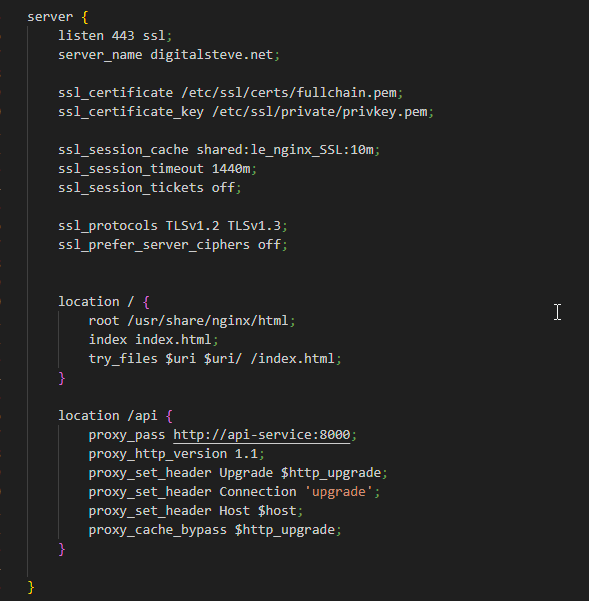 server {
listen 443 ssl;
server_name digitalsteve.net;
ssl_certificate /etc/ssl/certs/fullchain.pem;
ssl_certificate_key /etc/ssl/private/privkey.pem;
ssl_session_cache shared:le_nginx_SSL:10m;
ssl_session_timeout 1440m;
ssl_session_tickets off;
ssl_protocols TLSv1.2 TLSv1.3;
ssl_prefer_server_ciphers off;
location / {
root /usr/share/nginx/html;
index index.html;
try_files $uri $uri/ /index.html;
}
location /api {
proxy_pass http://api-service:8000;
proxy_http_version 1.1;
proxy_set_header Upgrade $http_upgrade;
proxy_set_header Connection 'upgrade';
proxy_set_header Host $host;
proxy_cache_bypass $http_upgrade;
}
}